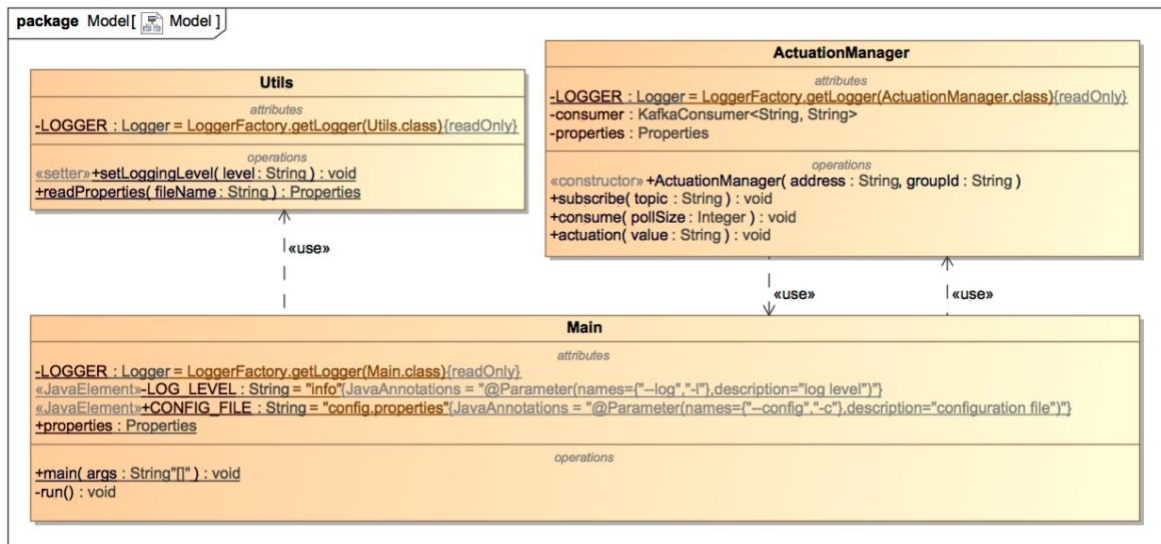 package Model[ Model ]
Utils
attributes
-LOGGER : Logger = LoggerFactory.getLogger(Utils.class){readOnly}
operations
«setter»+setLoggingLevel( level : String ) : void
+readProperties( fileName : String ) : Properties
ActuationManager
attributes
-LOGGER : Logger = LoggerFactory.getLogger(ActuationManager.class){readOnly}
-consumer : KafkaConsumer<String, String>
-properties : Properties
operations
«constructor»+ActuationManager( address : String, groupId : String )
+subscribe( topic : String ) : void
+consume( pollSize : Integer ) : void
+actuation( value : String ) : void
«use»
«use»
«use»
Main
attributes
-LOGGER : Logger = LoggerFactory.getLogger(Main.class){readOnly}
«JavaElement»-LOG_LEVEL : String = "info"{JavaAnnotations = "@Parameter(names={"--log","-l"},description="log level")"}
«JavaElement»+CONFIG_FILE : String = "config.properties"{JavaAnnotations = "@Parameter(names={"--config","-c"},description="configuration file")"}
+properties : Properties
operations
+main( args : String"[]" ) : void
-run() : void